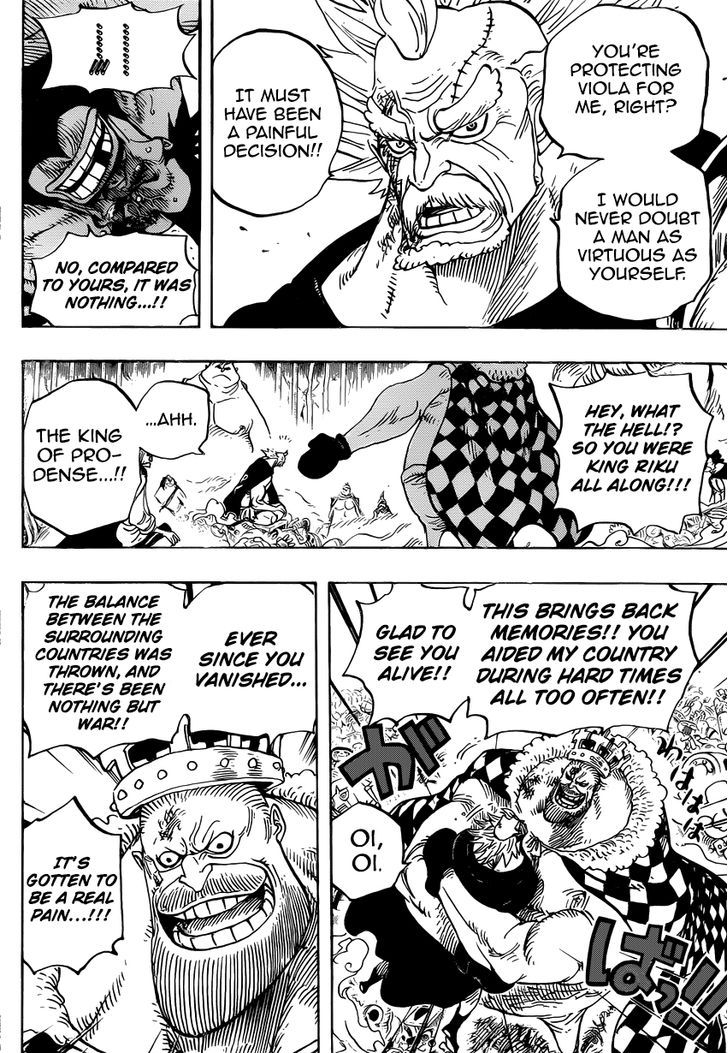 YOU'RE
PROTECTING
VIOLA FOR
ME, RIGHT?
I WOULD
NEVER DOUBT
A MAN AS
VIRTUOUS AS
YOURSELF.
IT MUST
HAVE BEEN
A PAINFUL
DECISION!!
NO, COMPARED
TO YOURS, IT WAS
NOTHING...!!
HEY, WHAT
THE HELL!?
SO YOU WERE
KING RIKU
ALL ALONG!!!
...AHH.
THE KING
OF PRO-
DENSE...!!
THIS BRINGS BACK
MEMORIES!! YOU
AIDED MY COUNTRY
DURING HARD TIMES
ALL TOO OFTEN!!
GLAD TO
SEE YOU
ALIVE!!
ガ
OI,
OI.
ばっ!!
EVER
SINCE YOU
VANISHED...
THE BALANCE
BETWEEN THE
SURROUNDING
COUNTRIES WAS
THROWN, AND
THERE'S BEEN
NOTHING BUT
WAR!!
IT'S
GOTTEN
TO BE A REAL
PAIN...!!!